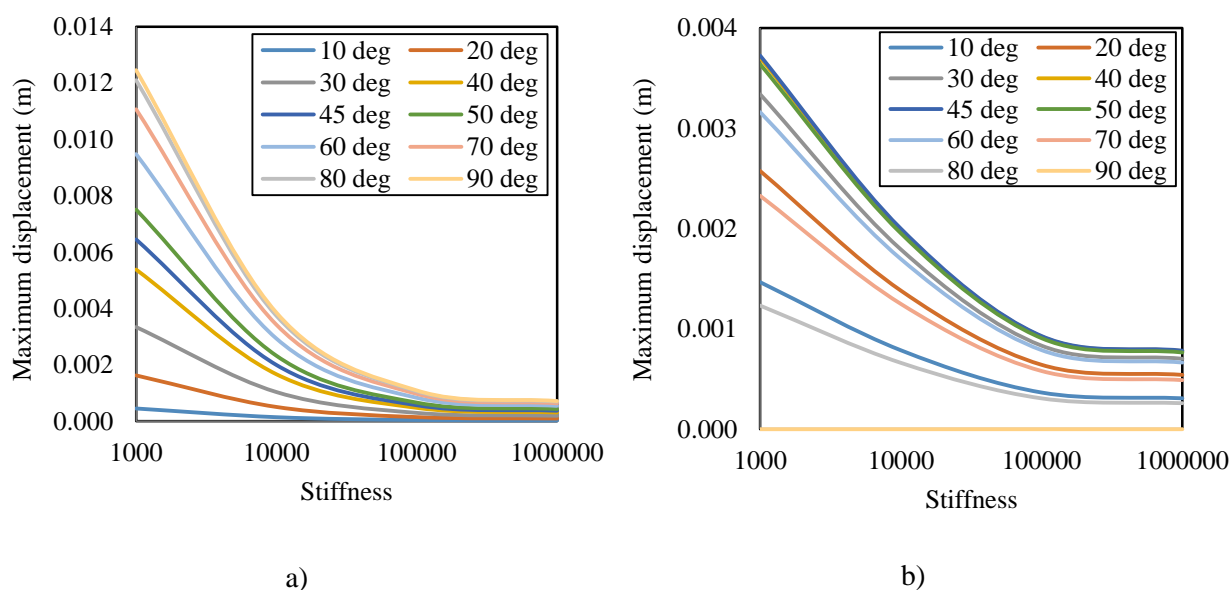 0.014
0.012
0.010
0.008
0.006
0.004
0.002
0.000
Maximum displacement (m)
10 deg 20 deg
30 deg 40 deg
45 deg 50 deg
60 deg 70 deg
80 deg 90 deg
1000 10000 100000 1000000
Stiffness
a)
0.004
0.003
0.002
0.001
0.000
Maximum displacement (m)
10 deg 20 deg
30 deg 40 deg
45 deg 50 deg
60 deg 70 deg
80 deg 90 deg
1000 10000 100000 1000000
Stiffness
b)